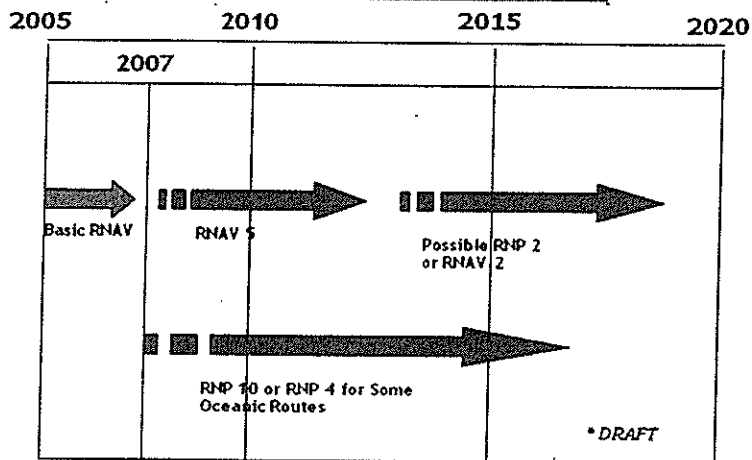 2005 2010 2015 2020
2007
Basic RNAV
RNAV 5
Possible RNP 2
or RNAV 2
RNP 10 or RNP 4 for Some
Oceanic Routes
* DRAFT